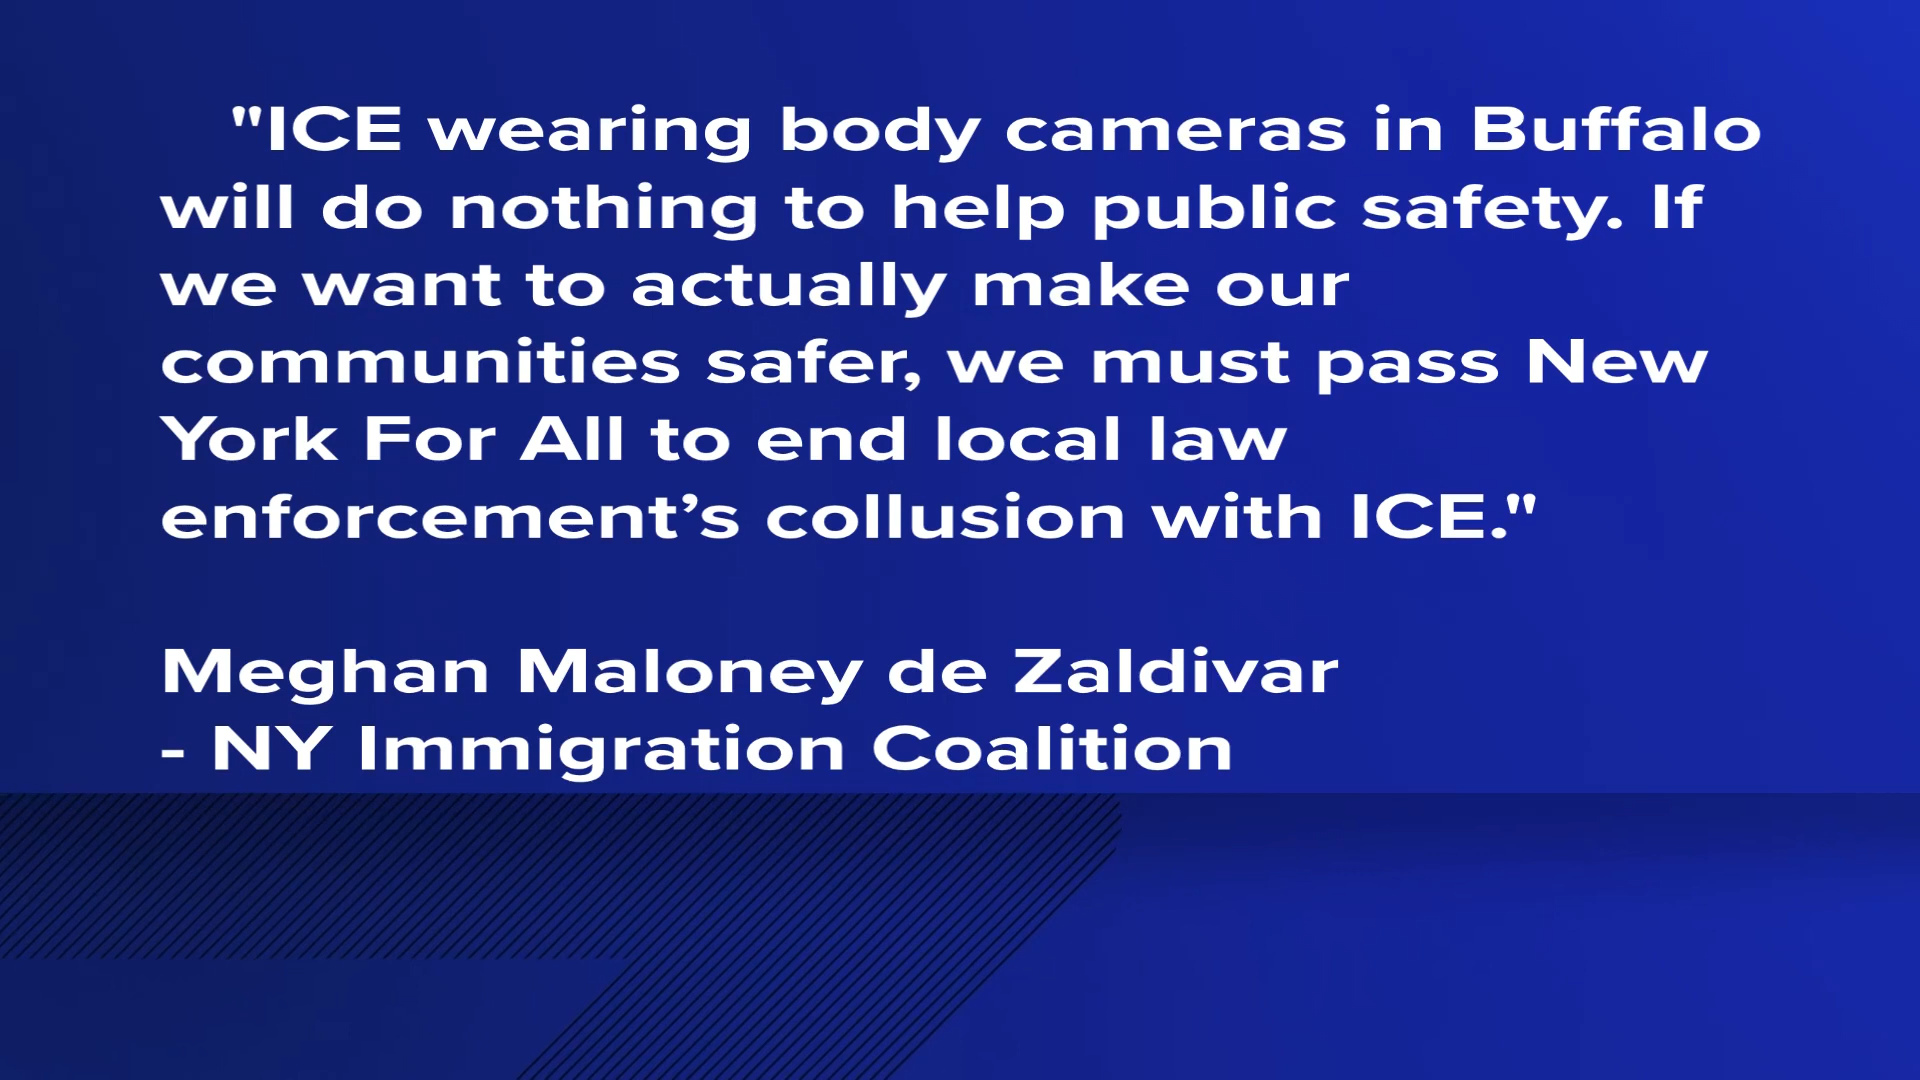 "ICE wearing body cameras in Buffalo
will do nothing to help public safety. If
we want to actually make our
communities safer, we must pass New
York For All to end local law
enforcement’s collusion with ICE."
Meghan Maloney de Zaldivar
- NY Immigration Coalition